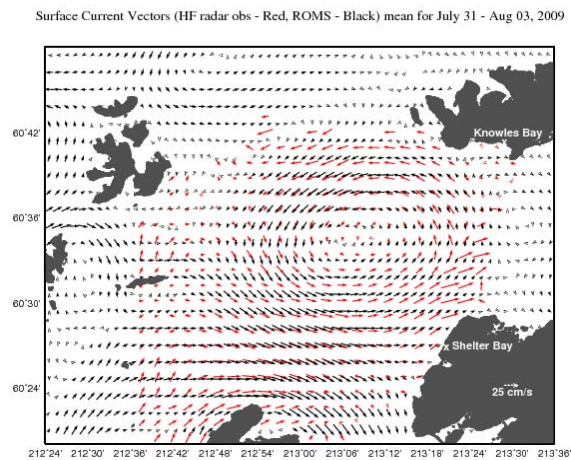 Surface Current Vectors (HF radar obs - Red, ROMS - Black) mean for July 31 - Aug 03, 2009
60°42'
Knowles Bay
60°36'
60°30'
Shelter Bay
60°24'
25 cm/s
212°24' 212°30' 212°36' 212°42' 212°48' 212°54' 213°00' 213°06' 213°12' 213°18' 213°24' 213°30' 213°36'